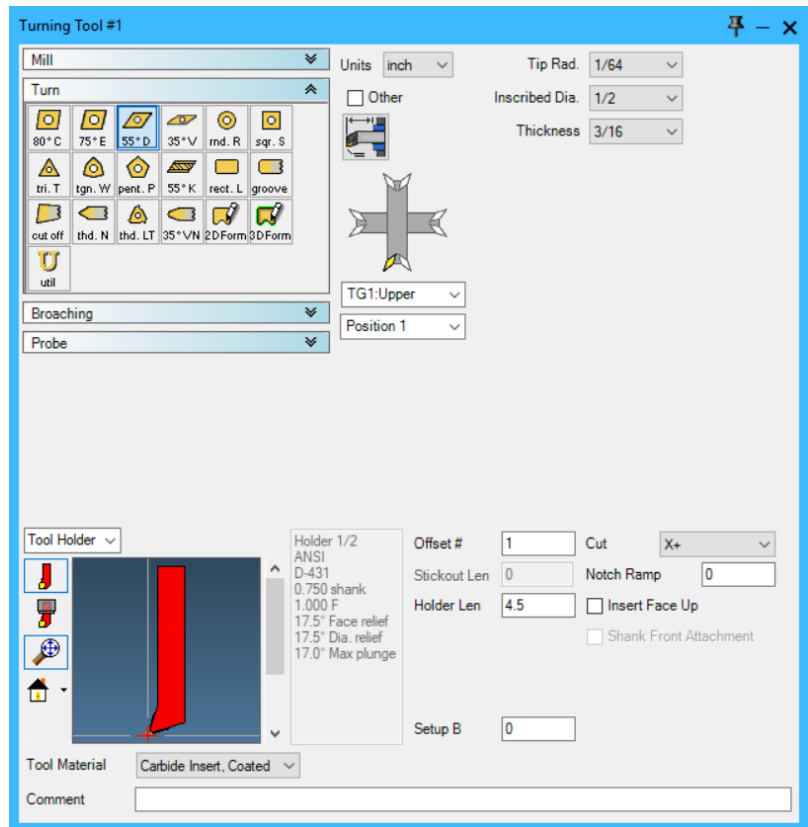 Turning Tool #1
Mill
Turn
80°C 75°E 55°D 35°V rnd. R sqr. S
tri. T tgn. W pent. P 55°K rect. L groove
cut off thd. N thd. LT 35°VN 2DForm 3DForm
util
Broaching
Probe
Units inch
Other
Tip Rad. 1/64
Inscribed Dia. 1/2
Thickness 3/16
TG1:Upper
Position 1
Tool Holder
Holder 1/2
ANSI
D-431
0.750 shank
1.000 F
17.5° Face relief
17.5° Dia. relief
17.0° Max plunge
Offset # 1
Stickout Len 0
Holder Len 4.5
Setup B 0
Cut X+
Notch Ramp 0
Insert Face Up
Shank Front Attachment
Tool Material Carbide Insert, Coated
Comment